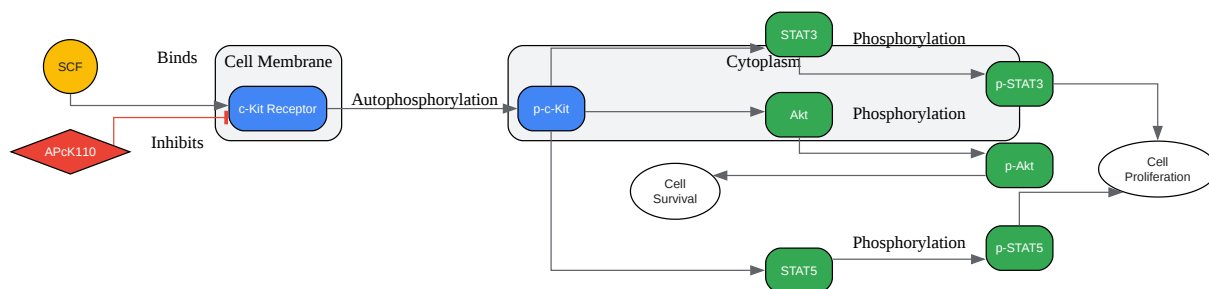 STAT3
Phosphorylation
SCF
Binds
Cell Membrane
Cytoplasm
p-STAT3
c-Kit Receptor
Autophosphorylation
p-c-Kit
Akt
Phosphorylation
APcK110
Inhibits
p-Akt
Cell
Proliferation
Cell
Survival
Phosphorylation
p-STAT5
STAT5